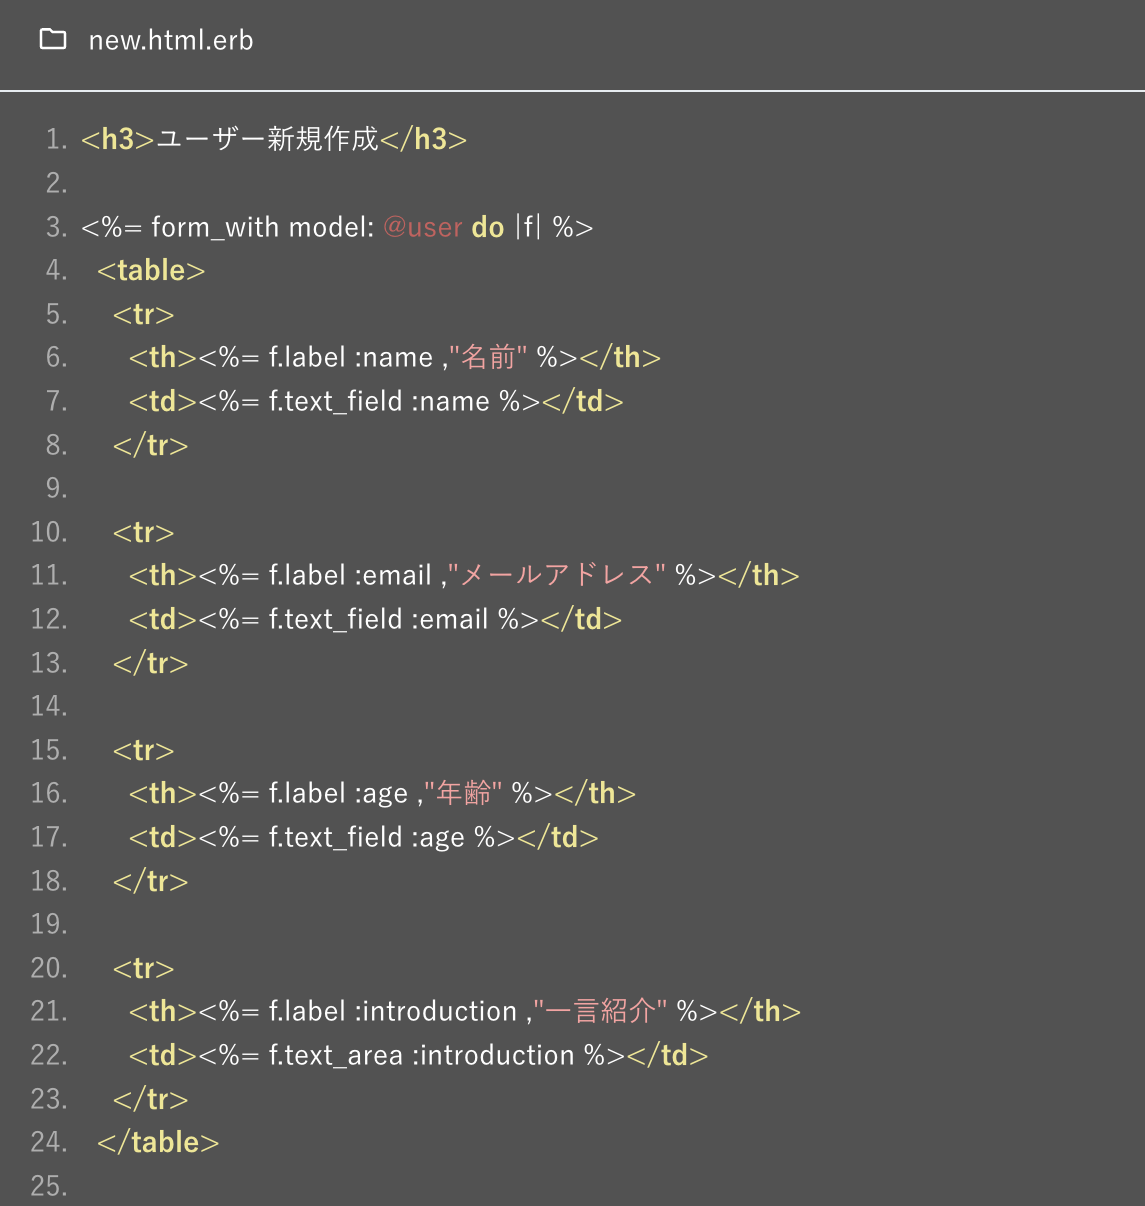 new.html.erb
1. <h3>ユーザー新規作成</h3>
2.
3. <%= form_with model: @user do |f| %>
4. <table>
5. <tr>
6. <th><%= f.label :name ,"名前" %></th>
7. <td><%= f.text_field :name %></td>
8. </tr>
9.
10. <tr>
11. <th><%= f.label :email ,"メールアドレス" %></th>
12. <td><%= f.text_field :email %></td>
13. </tr>
14.
15. <tr>
16. <th><%= f.label :age ,"年齢" %></th>
17. <td><%= f.text_field :age %></td>
18. </tr>
19.
20. <tr>
21. <th><%= f.label :introduction ,"一言紹介" %></th>
22. <td><%= f.text_area :introduction %></td>
23. </tr>
24. </table>
25.